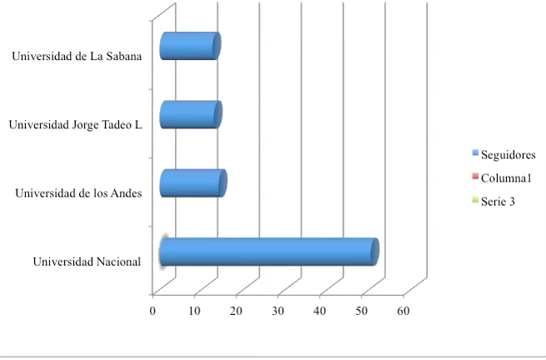 Universidad de La Sabana
Universidad Jorge Tadeo L
Universidad de los Andes
Universidad Nacional
0 10 20 30 40 50 60
Seguidores
Columna1
Serie 3